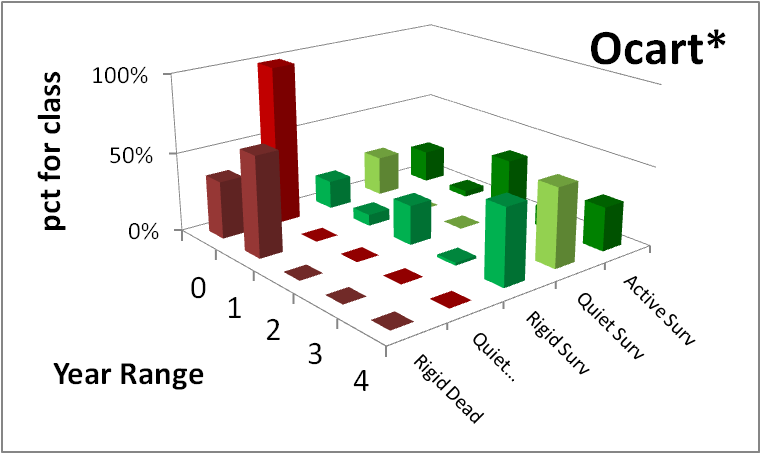 Ocart*
100%
50%
0%
pct for class
0
1
2
3
4
Year Range
Rigid Dead
Quiet...
Rigid Surv
Quiet Surv
Active Surv